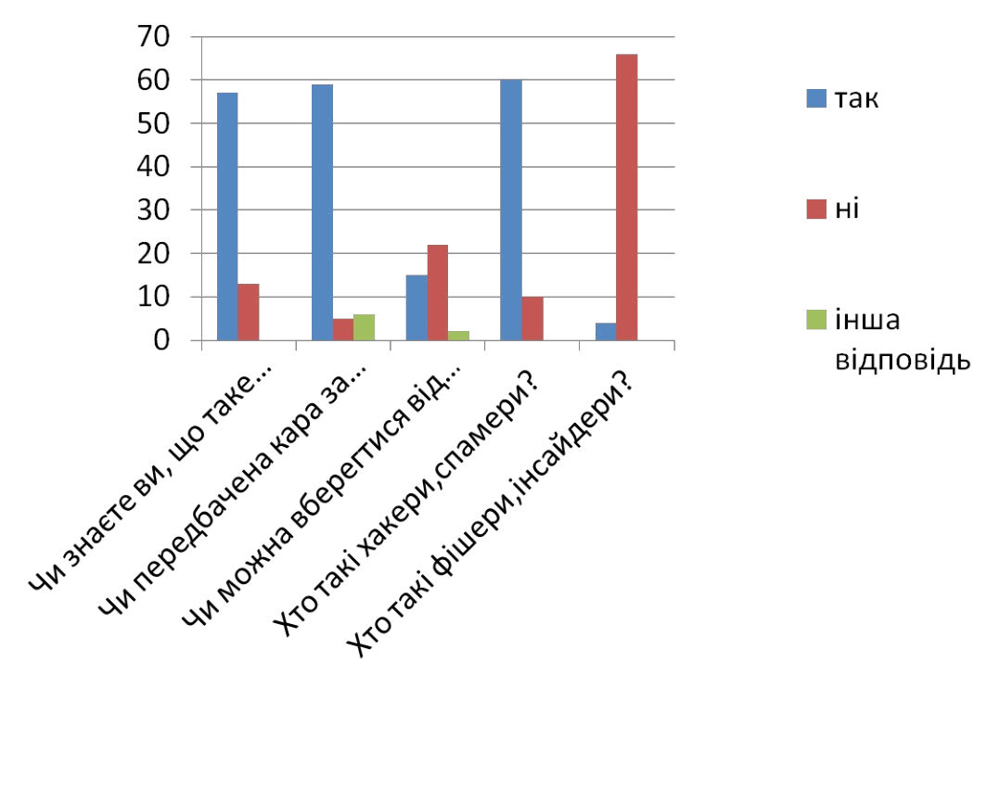 70
60
50
40
30
20
10
0
Чи знаєте ви, що таке...
Чи передбачена кара за...
Чи можна вберегтися від...
Хто такі хакери,спамери?
Хто такі фішери,інсайдери?
так
ні
інша
відповідь